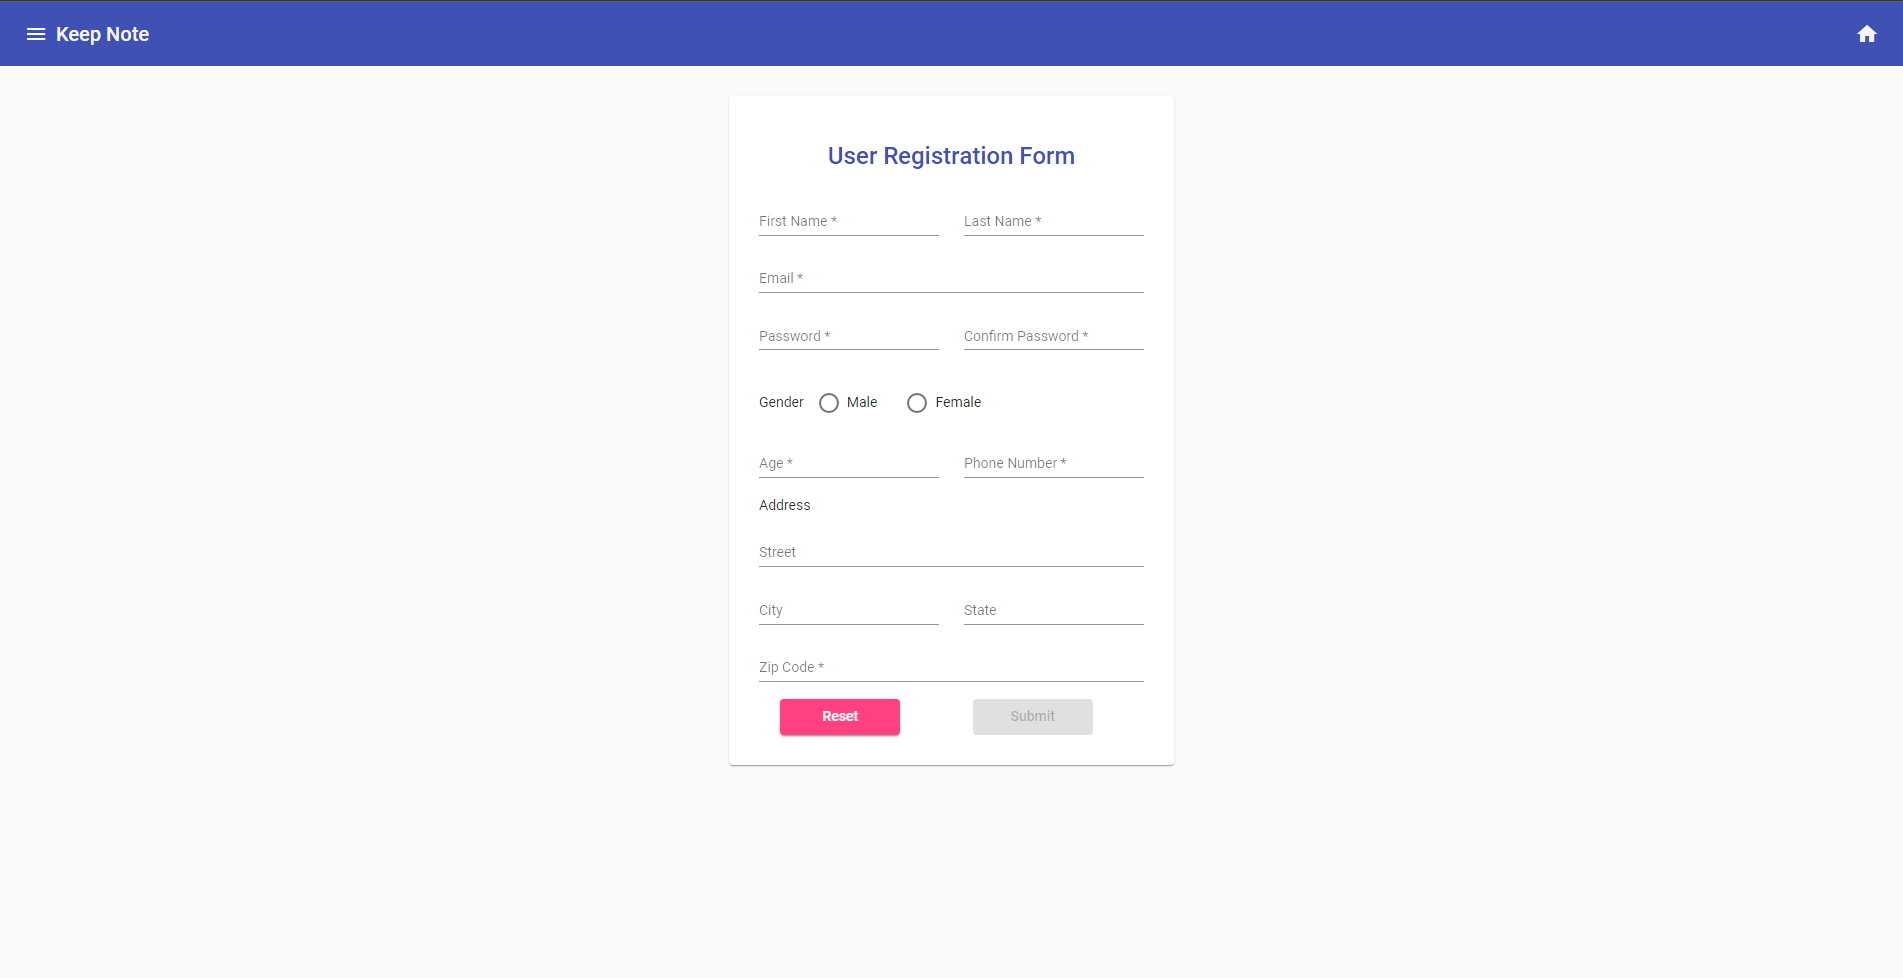 Keep Note
User Registration Form
First Name * Last Name *
Email *
Password * Confirm Password *
Gender Male Female
Age * Phone Number *
Address
Street
City State
Zip Code *
Reset Submit